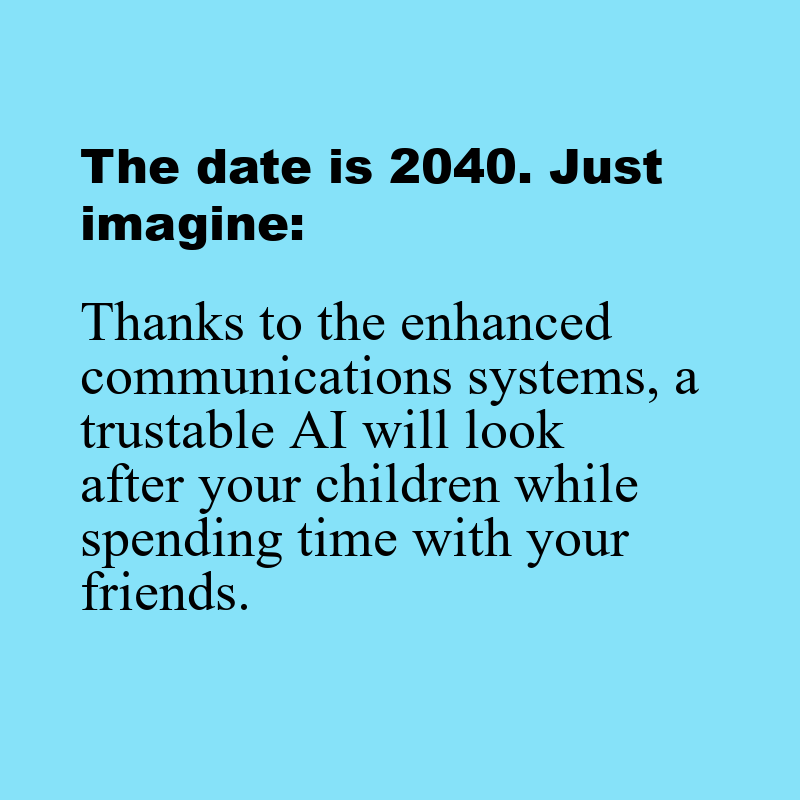 The date is 2040. Just
imagine:
Thanks to the enhanced
communications systems, a
trustable AI will look
after your children while
spending time with your
friends.